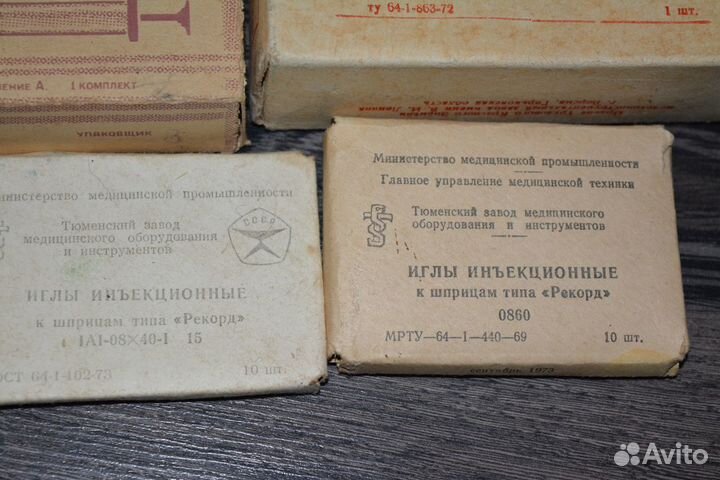 Г
ение А. 1 КОМПЛЕКТ
УПАКОВЩИК
ту 64-1-863-72 1 шт.
инистерство медицинской промышленности
Тюменский завод
медицинского оборудования
и инструментов
СССР
ИГЛЫ ИНЪЕКЦИОННЫЕ
к шприцам типа «Рекорд»
1А1-08×40-1 15
ОСТ 64-1-102-73 10 шт.
Министерство медицинской промышленности
Главное управление медицинской техники
Тюменский завод медицинского
оборудования и инструментов
ИГЛЫ ИНЪЕКЦИОННЫЕ
к шприцам типа «Рекорд»
0860
МРТУ—64—1—440—69 10 шт.
сентябрь 1973
Avito